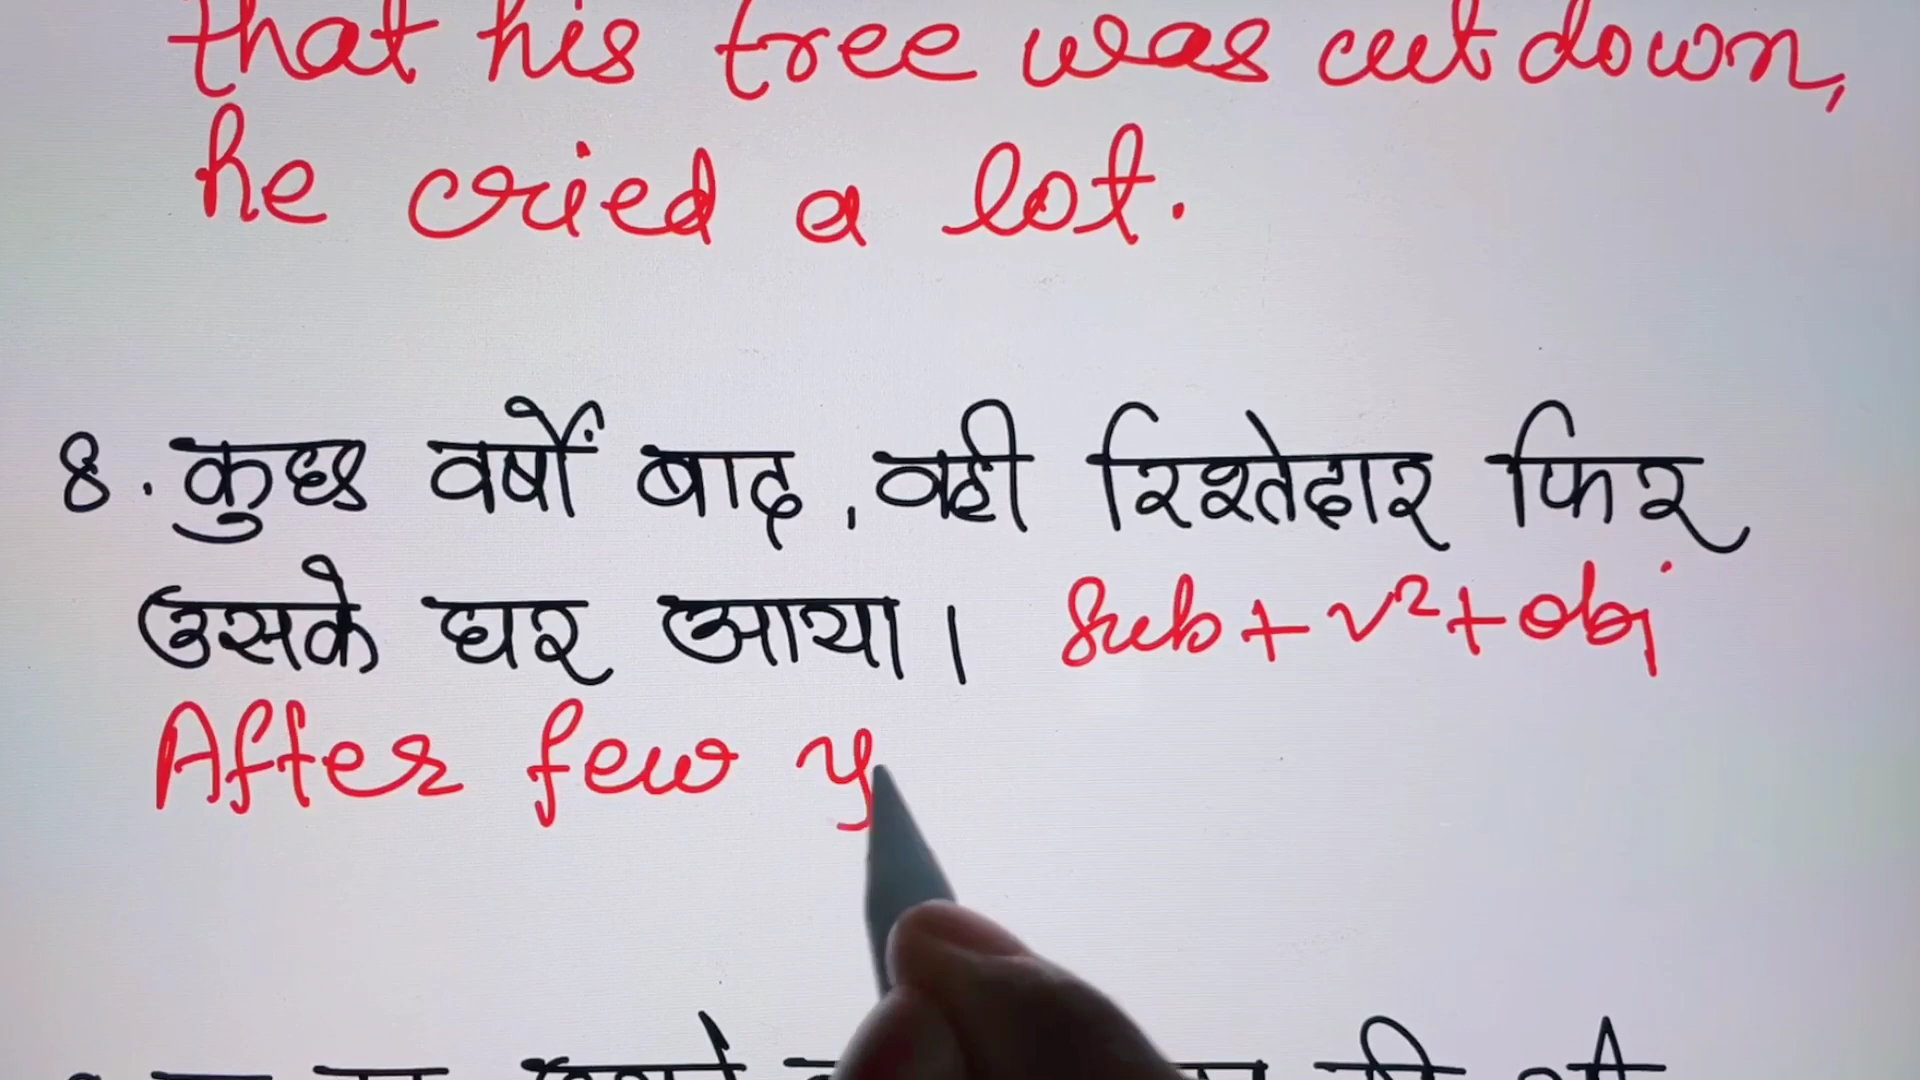 that his tree was cut down,
he cried a lot.
8. कुछ वर्षों बाद, वही रिश्तेदार फिर
उसके घर आया। Sub + v² + obj
After few y